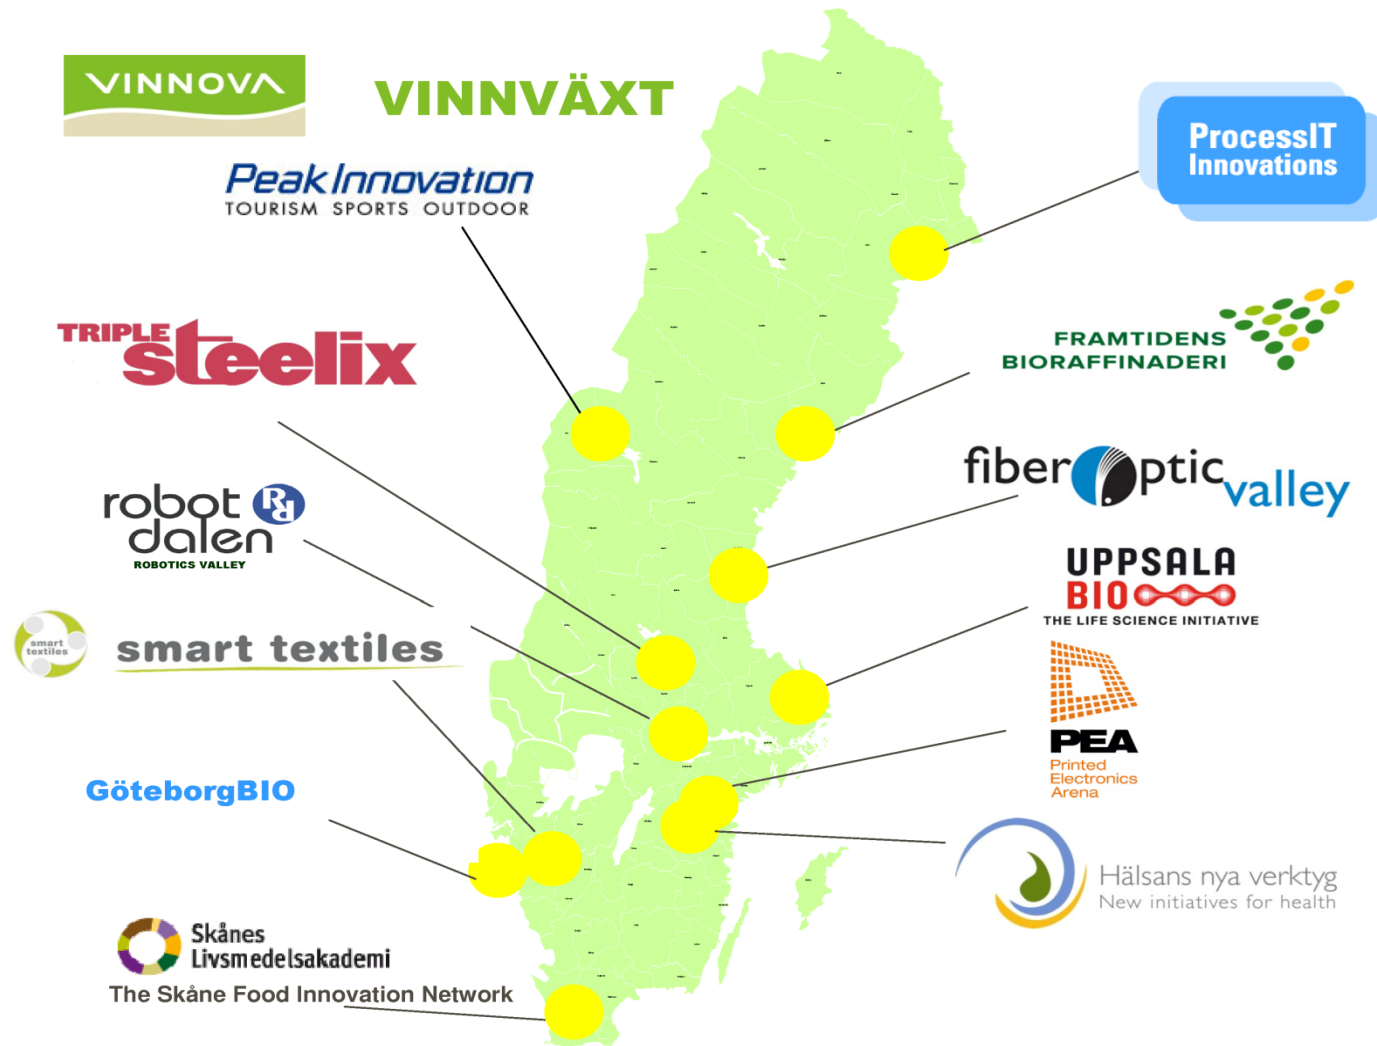 VINNOVA
VINNVÄXT
ProcessIT
Innovations
Peak Innovation
TOURISM SPORTS OUTDOOR
TRIPLE
steelix
FRAMTIDENS
BIORAFFINADERI
fiber optic
valley
robot
dalen
ROBOTICS VALLEY
UPPSALA
BIO
THE LIFE SCIENCE INITIATIVE
smart
textiles
smart textiles
PEA
Printed
Electronics
Arena
GöteborgBIO
Hälsans nya verktyg
New initiatives for health
Skånes
Livsmedelsakademi
The Skåne Food Innovation Network